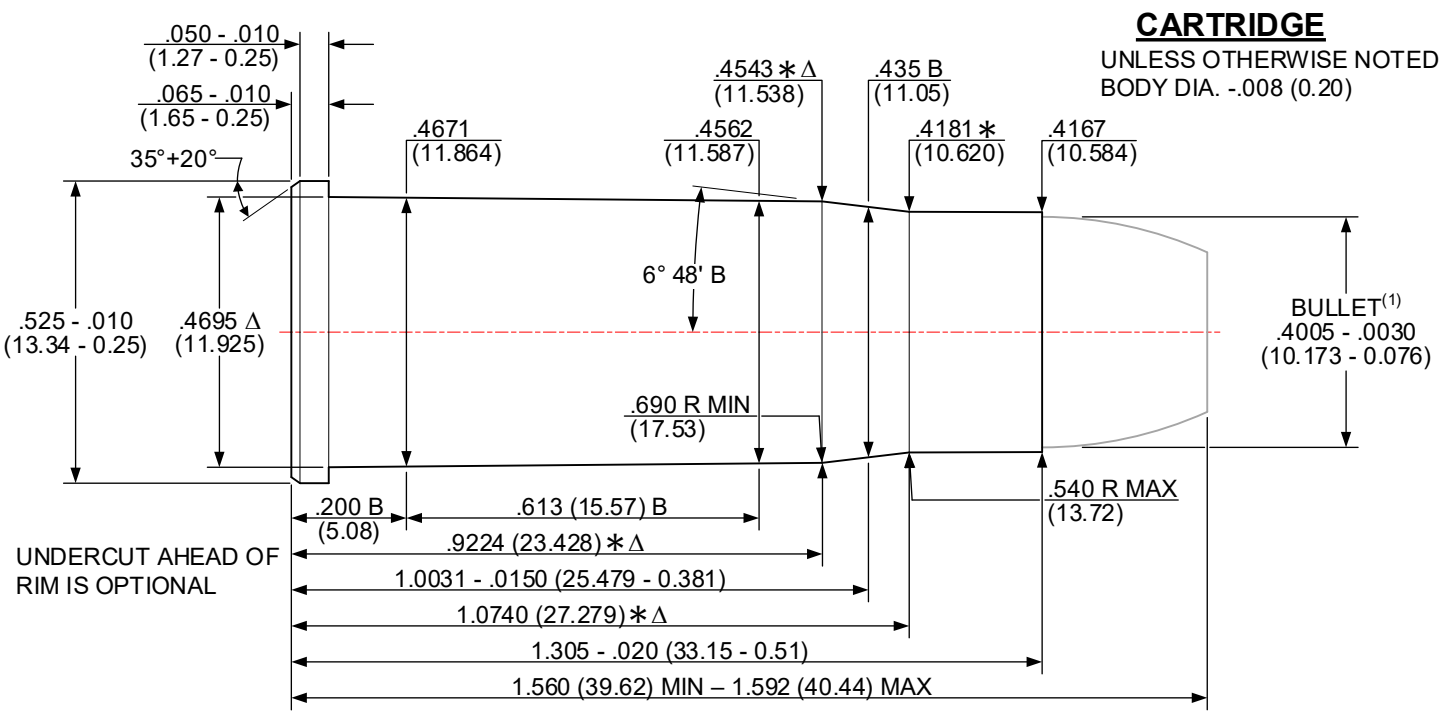 CARTRIDGE
UNLESS OTHERWISE NOTED
BODY DIA. -.008 (0.20)
.050 - .010
(1.27 - 0.25)
.065 - .010
(1.65 - 0.25)
35°+20°
.4671
(11.864)
.4543 * Δ
(11.538)
.4562
(11.587)
.435 B
(11.05)
.4181 *
(10.620)
.4167
(10.584)
6° 48' B
.525 - .010
(13.34 - 0.25)
.4695 Δ
(11.925)
BULLET(1)
.4005 - .0030
(10.173 - 0.076)
.690 R MIN
(17.53)
.540 R MAX
(13.72)
.200 B
(5.08)
.613 (15.57) B
UNDERCUT AHEAD OF
RIM IS OPTIONAL
.9224 (23.428) * Δ
1.0031 - .0150 (25.479 - 0.381)
1.0740 (27.279) * Δ
1.305 - .020 (33.15 - 0.51)
1.560 (39.62) MIN – 1.592 (40.44) MAX